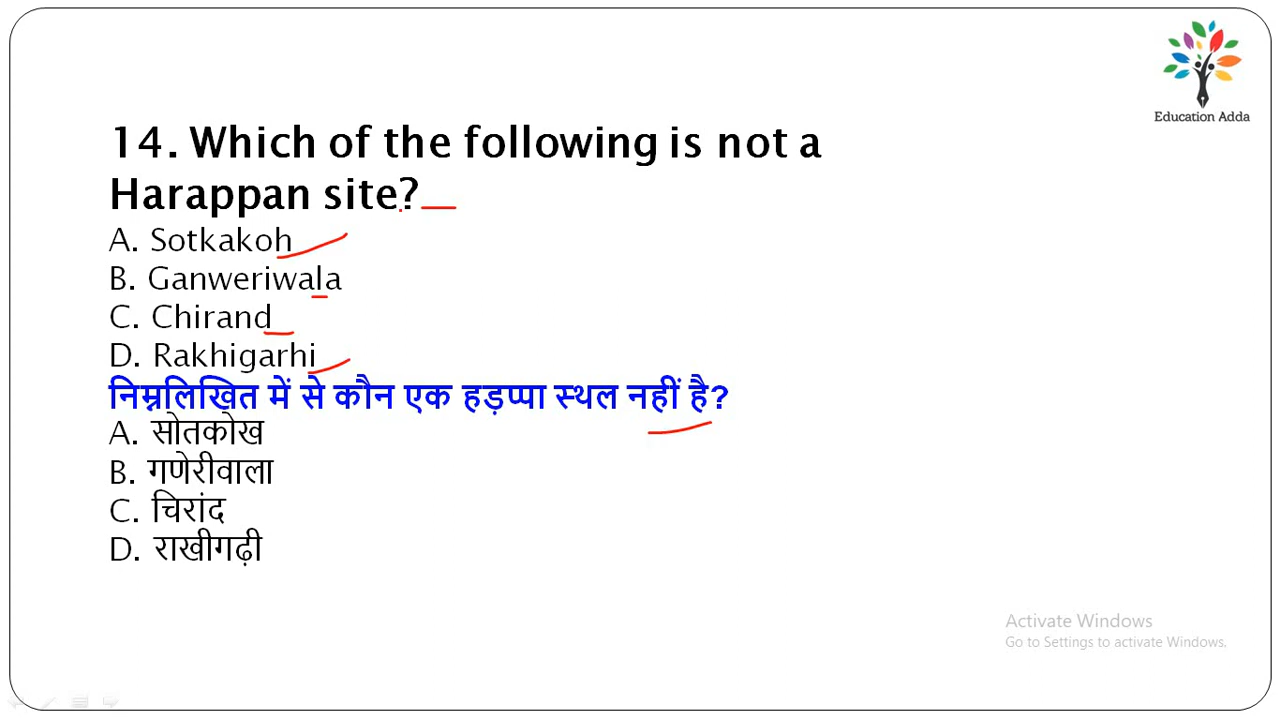 Education Adda
14. Which of the following is not a
Harappan site?
A. Sotkakoh
B. Ganweriwala
C. Chirand
D. Rakhigarhi
निम्नलिखित में से कौन एक हड़प्पा स्थल नहीं है?
A. सोतकोख
B. गणेरीवाला
C. चिरांद
D. राखीगढ़ी
Activate Windows
Go to Settings to activate Windows.